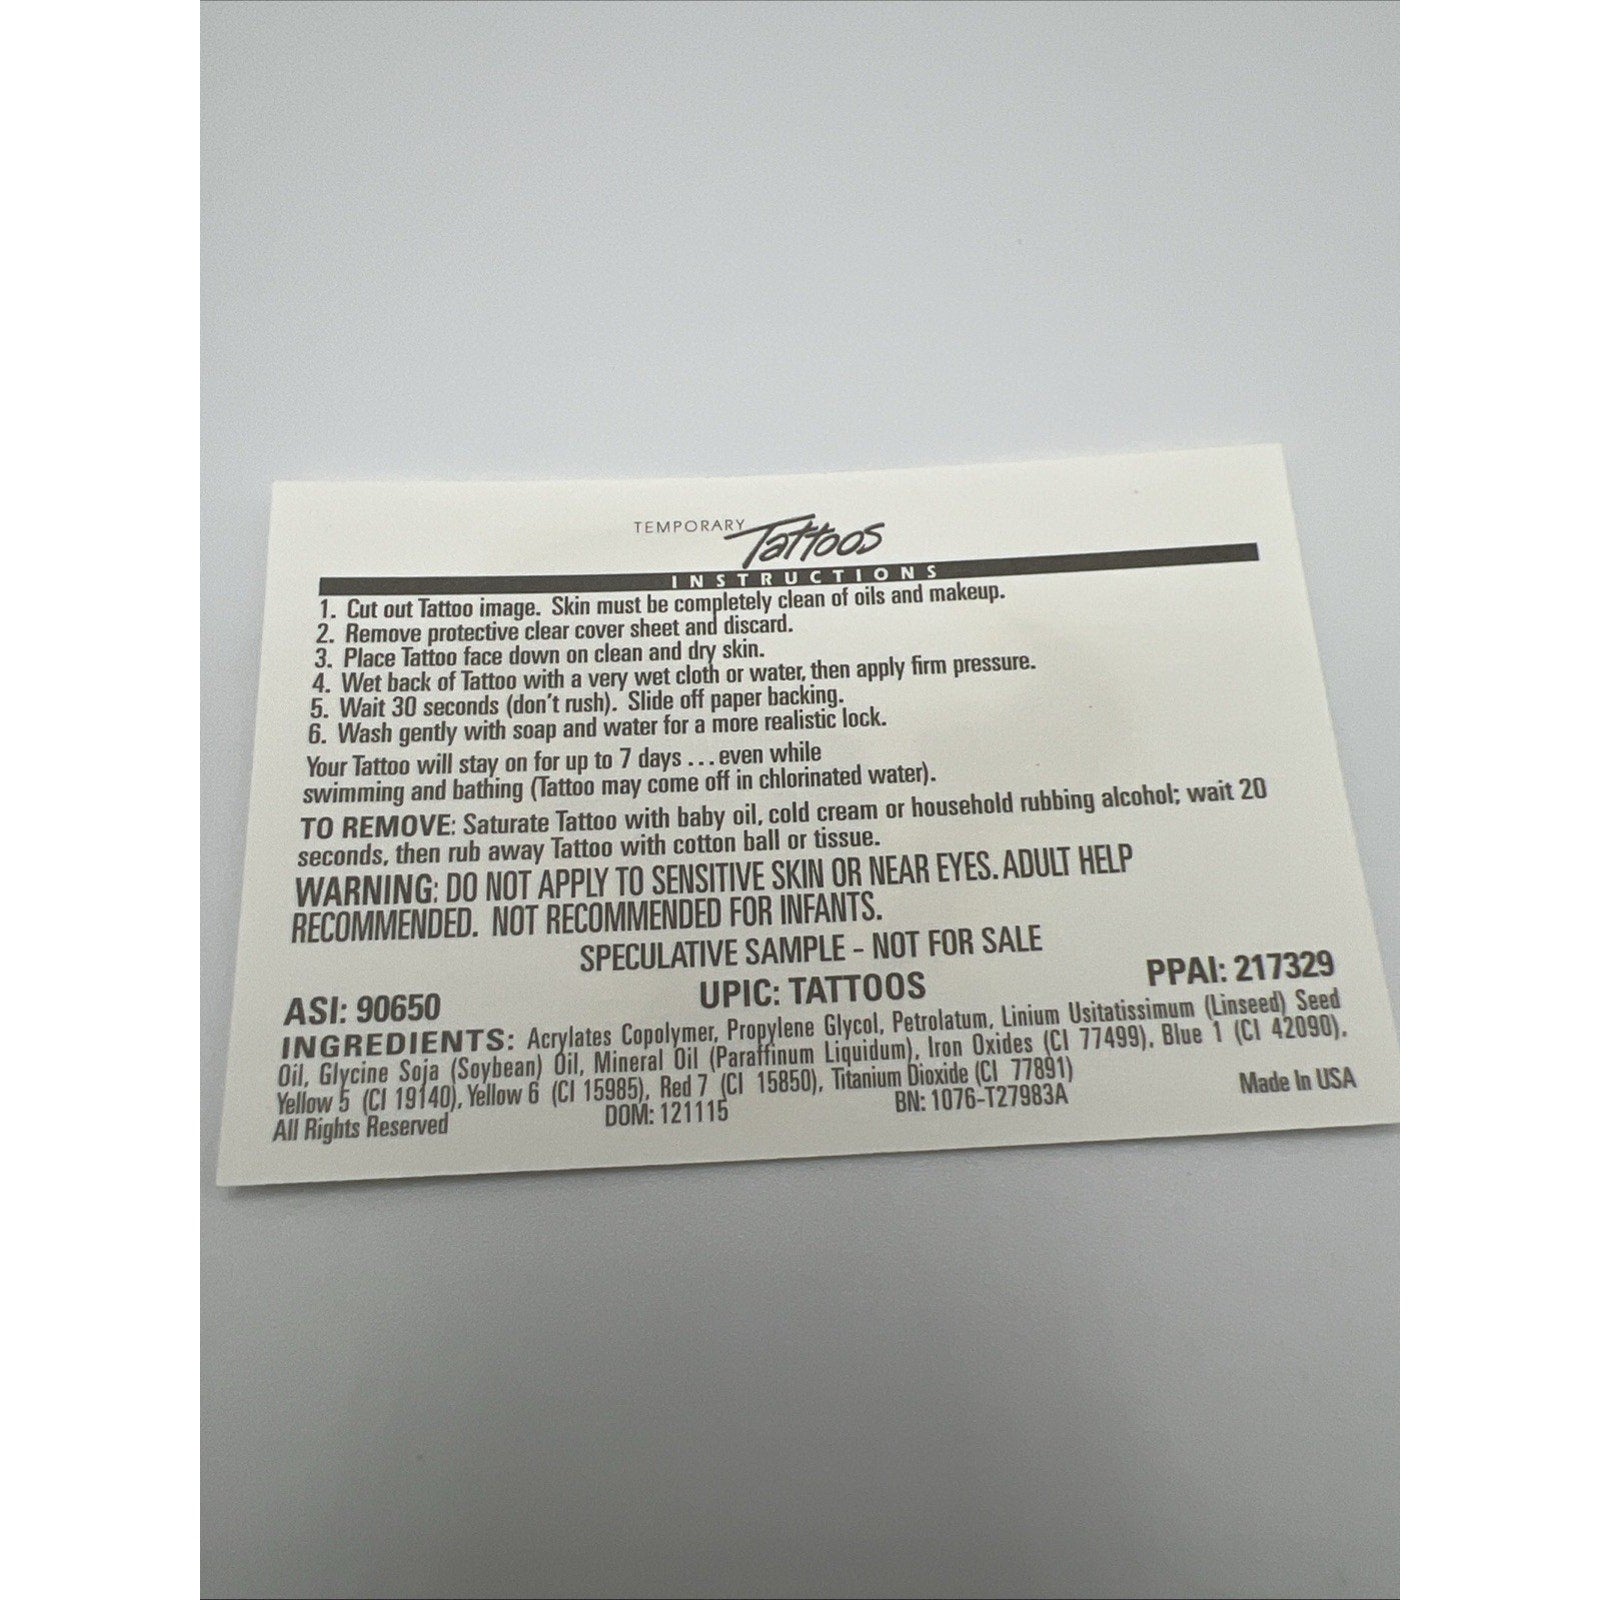 TEMPORARY Tattoos
INSTRUCTIONS
1. Cut out Tattoo image. Skin must be completely clean of oils and makeup.
2. Remove protective clear cover sheet and discard.
3. Place Tattoo face down on clean and dry skin.
4. Wet back of Tattoo with a very wet cloth or water, then apply firm pressure.
5. Wait 30 seconds (don't rush). Slide off paper backing.
6. Wash gently with soap and water for a more realistic lock.
Your Tattoo will stay on for up to 7 days ... even while
swimming and bathing (Tattoo may come off in chlorinated water).
TO REMOVE: Saturate Tattoo with baby oil, cold cream or household rubbing alcohol; wait 20
seconds, then rub away Tattoo with cotton ball or tissue.
WARNING: DO NOT APPLY TO SENSITIVE SKIN OR NEAR EYES. ADULT HELP
RECOMMENDED. NOT RECOMMENDED FOR INFANTS.
SPECULATIVE SAMPLE - NOT FOR SALE
ASI: 90650 UPIC: TATTOOS PPAI: 217329
INGREDIENTS: Acrylates Copolymer, Propylene Glycol, Petrolatum, Linium Usitatissimum (Linseed) Seed
Oil, Glycine Soja (Soybean) Oil, Mineral Oil (Paraffinum Liquidum), Iron Oxides (CI 77499), Blue 1 (CI 42090),
Yellow 5 (CI 19140), Yellow 6 (CI 15985), Red 7 (CI 15850), Titanium Dioxide (CI 77891)
All Rights Reserved DOM: 121115 BN: 1076-T27983A Made In USA